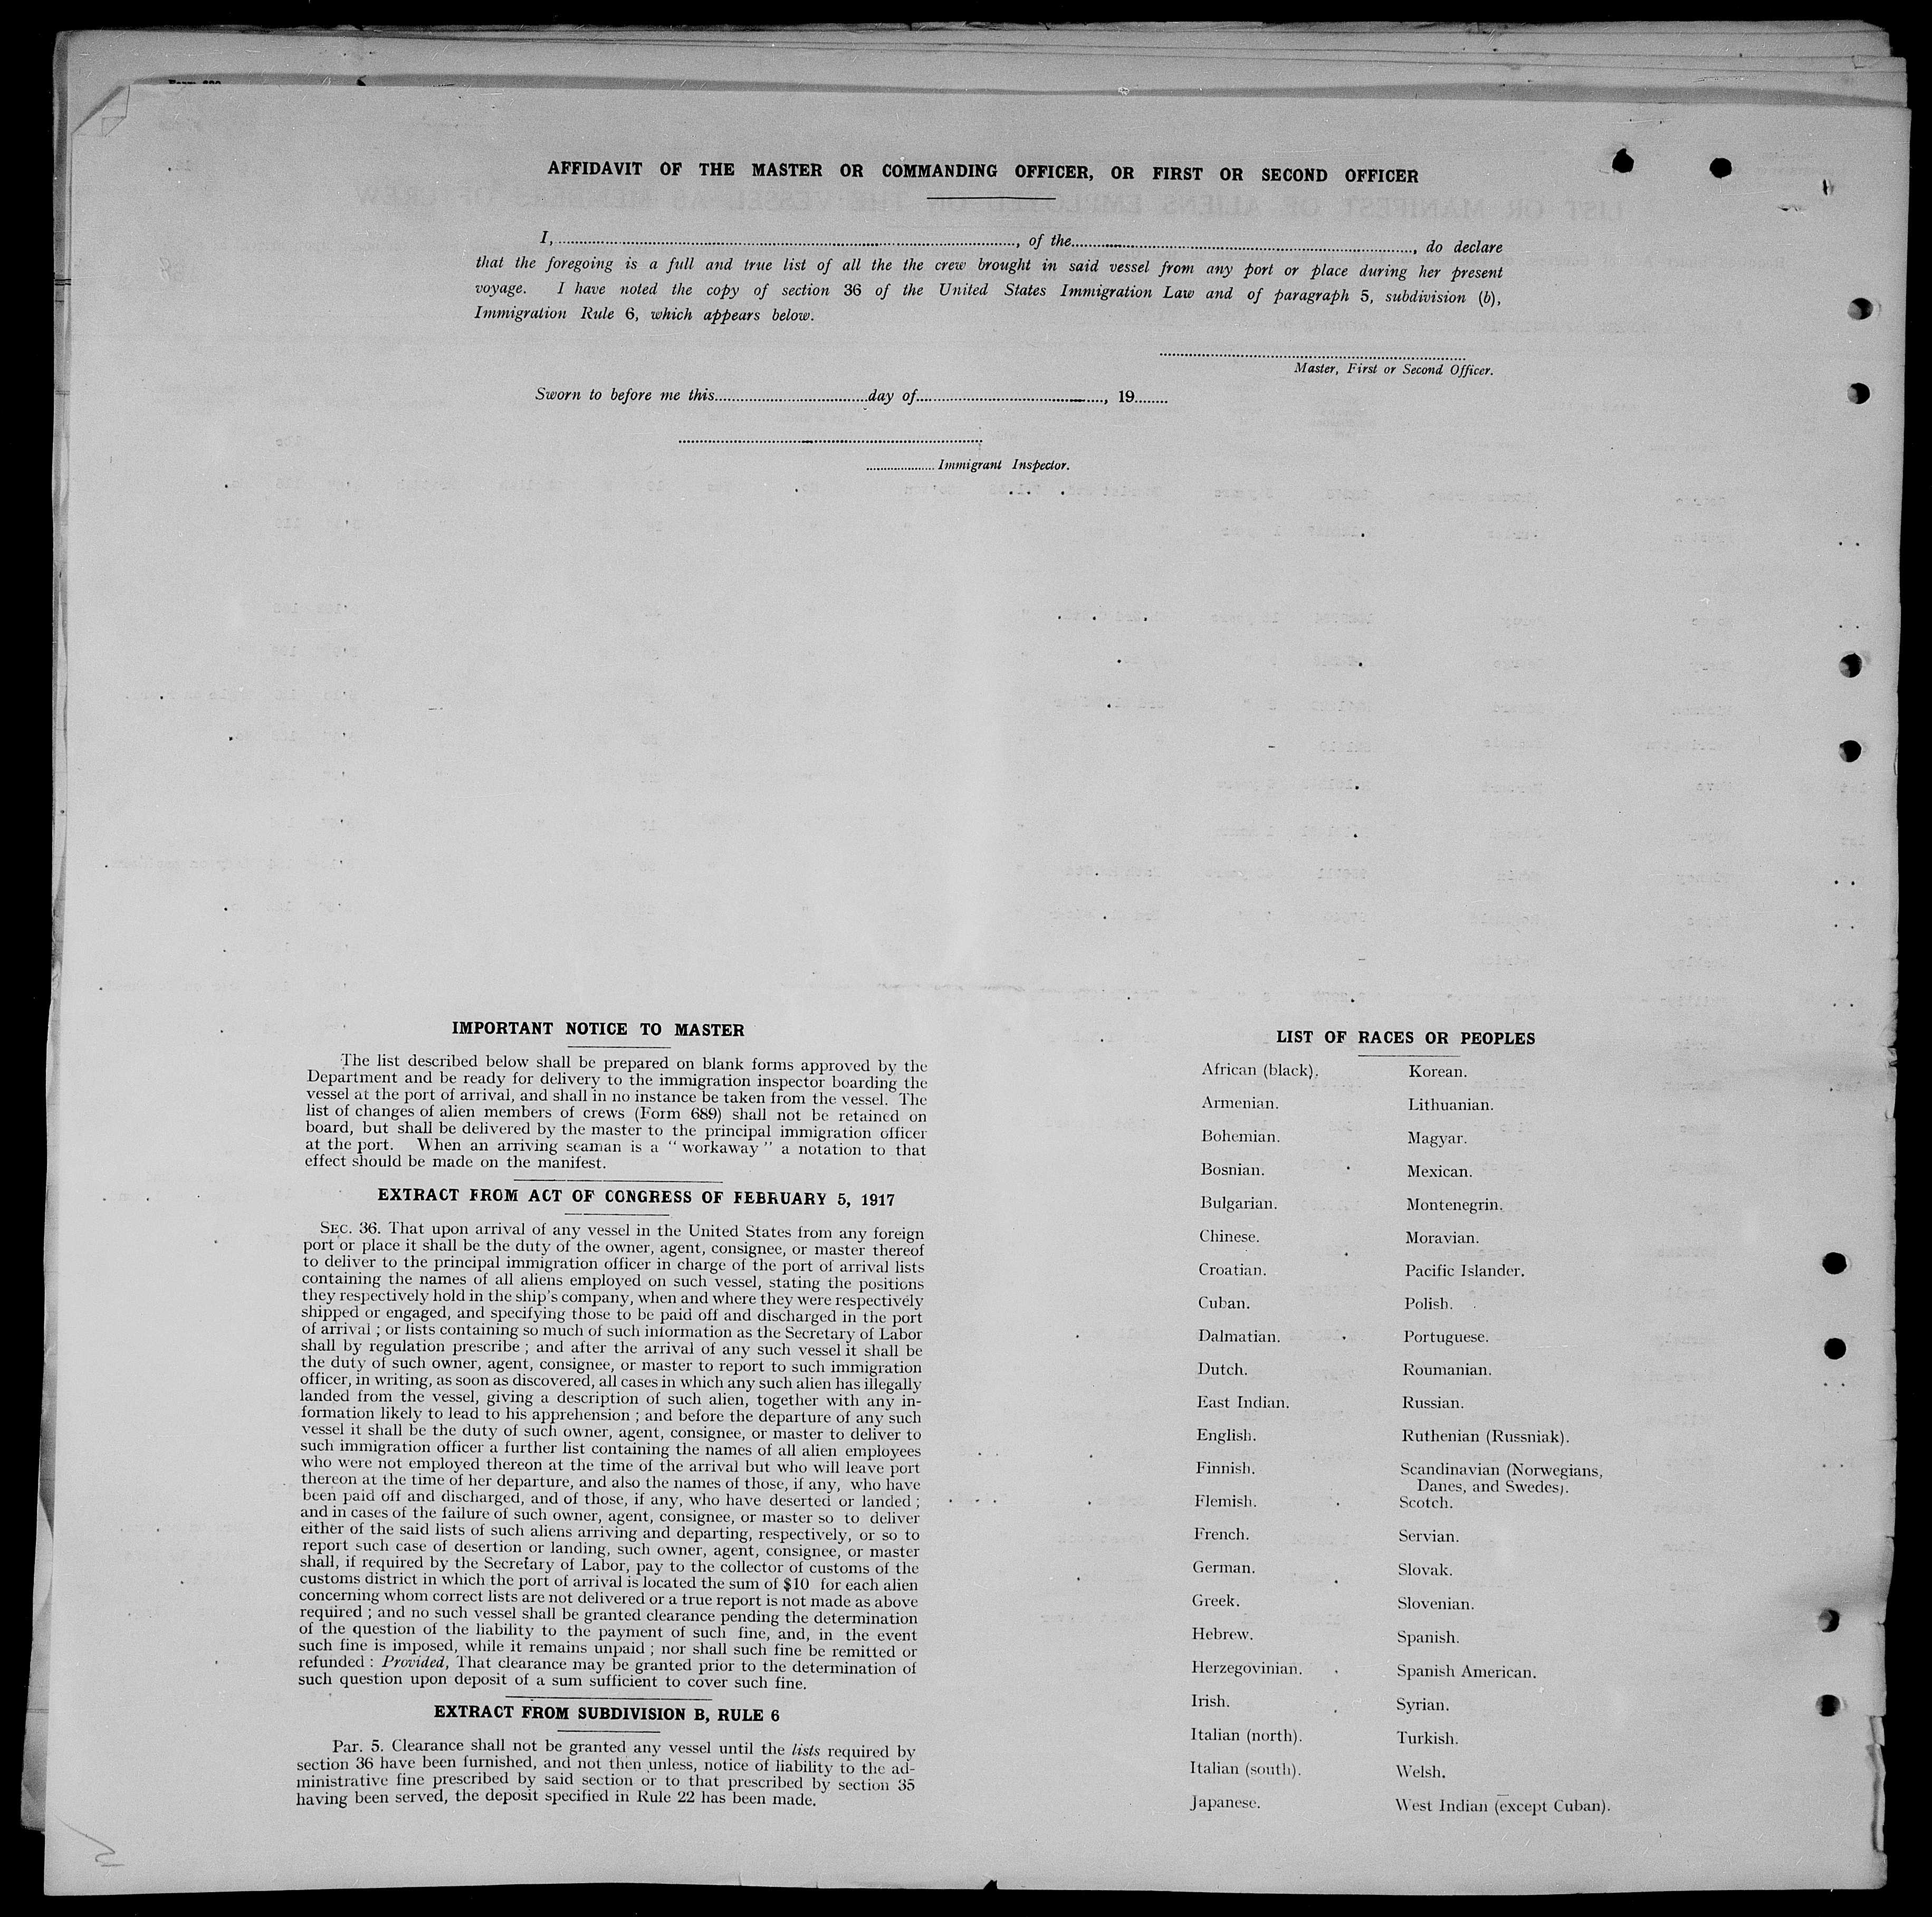 AFFIDAVIT OF THE MASTER OR COMMANDING OFFICER, OR FIRST OR SECOND OFFICER
I, ........, of the ........, do declare
that the foregoing is a full and true list of all the the crew brought in said vessel from any port or place during her present
voyage. I have noted the copy of section 36 of the United States Immigration Law and of paragraph 5, subdivision (b),
Immigration Rule 6, which appears below.
Master, First or Second Officer.
Sworn to before me this ........ day of ........, 19........
........ Immigrant Inspector.
IMPORTANT NOTICE TO MASTER
The list described below shall be prepared on blank forms approved by the
Department and be ready for delivery to the immigration inspector boarding the
vessel at the port of arrival, and shall in no instance be taken from the vessel. The
list of changes of alien members of crews (Form 689) shall not be retained on
board, but shall be delivered by the master to the principal immigration officer
at the port. When an arriving seaman is a " workaway " a notation to that
effect should be made on the manifest.
EXTRACT FROM ACT OF CONGRESS OF FEBRUARY 5, 1917
SEC. 36. That upon arrival of any vessel in the United States from any foreign
port or place it shall be the duty of the owner, agent, consignee, or master thereof
to deliver to the principal immigration officer in charge of the port of arrival lists
containing the names of all aliens employed on such vessel, stating the positions
they respectively hold in the ship's company, when and where they were respectively
shipped or engaged, and specifying those to be paid off and discharged in the port
of arrival ; or lists containing so much of such information as the Secretary of Labor
shall by regulation prescribe ; and after the arrival of any such vessel it shall be
the duty of such owner, agent, consignee, or master to report to such immigration
officer, in writing, as soon as discovered, all cases in which any such alien has illegally
landed from the vessel, giving a description of such alien, together with any in-
formation likely to lead to his apprehension ; and before the departure of any such
vessel it shall be the duty of such owner, agent, consignee, or master to deliver to
such immigration officer a further list containing the names of all alien employees
who were not employed thereon at the time of the arrival but who will leave port
thereon at the time of her departure, and also the names of those, if any, who have
been paid off and discharged, and of those, if any, who have deserted or landed ;
and in cases of the failure of such owner, agent, consignee, or master so to deliver
either of the said lists of such aliens arriving and departing, respectively, or so to
report such case of desertion or landing, such owner, agent, consignee, or master
shall, if required by the Secretary of Labor, pay to the collector of customs of the
customs district in which the port of arrival is located the sum of $10 for each alien
concerning whom correct lists are not delivered or a true report is not made as above
required ; and no such vessel shall be granted clearance pending the determination
of the question of the liability to the payment of such fine, and, in the event
such fine is imposed, while it remains unpaid ; nor shall such fine be remitted or
refunded : Provided, That clearance may be granted prior to the determination of
such question upon deposit of a sum sufficient to cover such fine.
EXTRACT FROM SUBDIVISION B, RULE 6
Par. 5. Clearance shall not be granted any vessel until the lists required by
section 36 have been furnished, and not then unless, notice of liability to the ad-
ministrative fine prescribed by said section or to that prescribed by section 35
having been served, the deposit specified in Rule 22 has been made.
LIST OF RACES OR PEOPLES
African (black). Korean.
Armenian. Lithuanian.
Bohemian. Magyar.
Bosnian. Mexican.
Bulgarian. Montenegrin.
Chinese. Moravian.
Croatian. Pacific Islander.
Cuban. Polish.
Dalmatian. Portuguese.
Dutch. Roumanian.
East Indian. Russian.
English. Ruthenian (Russniak).
Finnish. Scandinavian (Norwegians,
Danes, and Swedes).
Flemish. Scotch.
French. Servian.
German. Slovak.
Greek. Slovenian.
Hebrew. Spanish.
Herzegovinian. Spanish American.
Irish. Syrian.
Italian (north). Turkish.
Italian (south). Welsh.
Japanese. West Indian (except Cuban).